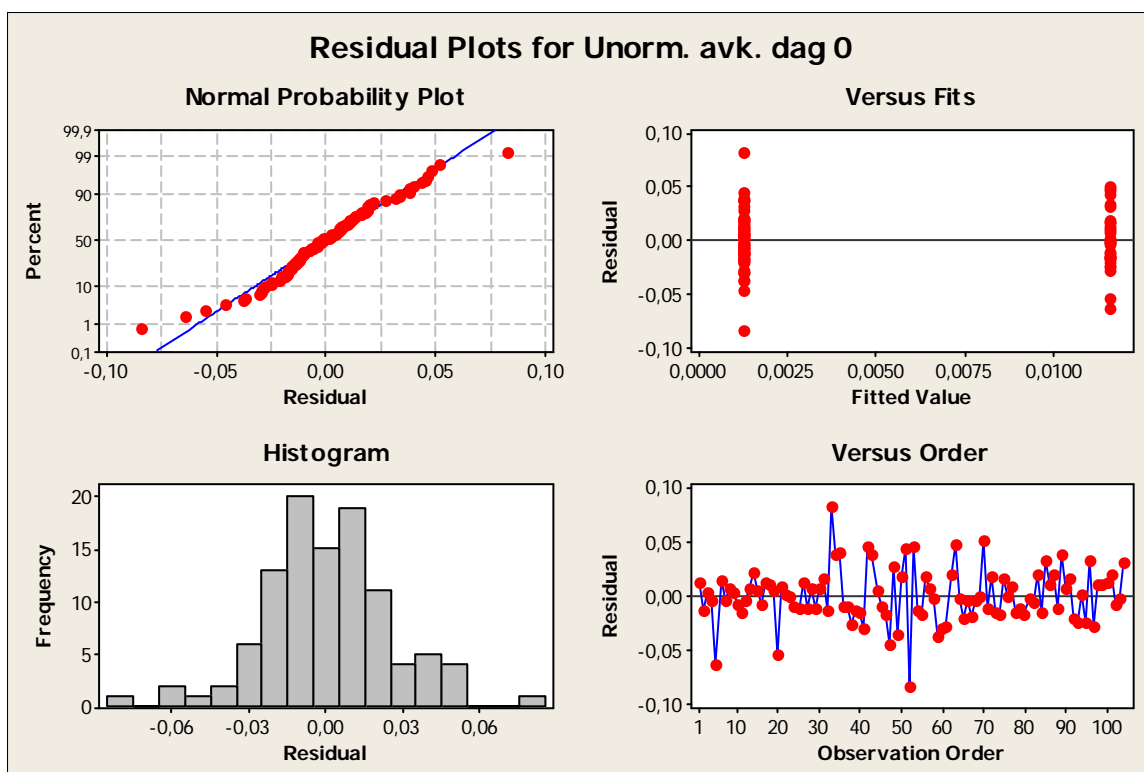 Residual Plots for Unorm. avk. dag 0
Normal Probability Plot
99,9
99
90
50
10
1
0,1
Percent
-0,10 -0,05 0,00 0,05 0,10
Residual
Versus Fits
0,10
0,05
0,00
-0,05
-0,10
Residual
0,0000 0,0025 0,0050 0,0075 0,0100
Fitted Value
Histogram
20
15
10
5
0
Frequency
-0,06 -0,03 0,00 0,03 0,06
Residual
Versus Order
0,10
0,05
0,00
-0,05
-0,10
Residual
1 10 20 30 40 50 60 70 80 90 100
Observation Order